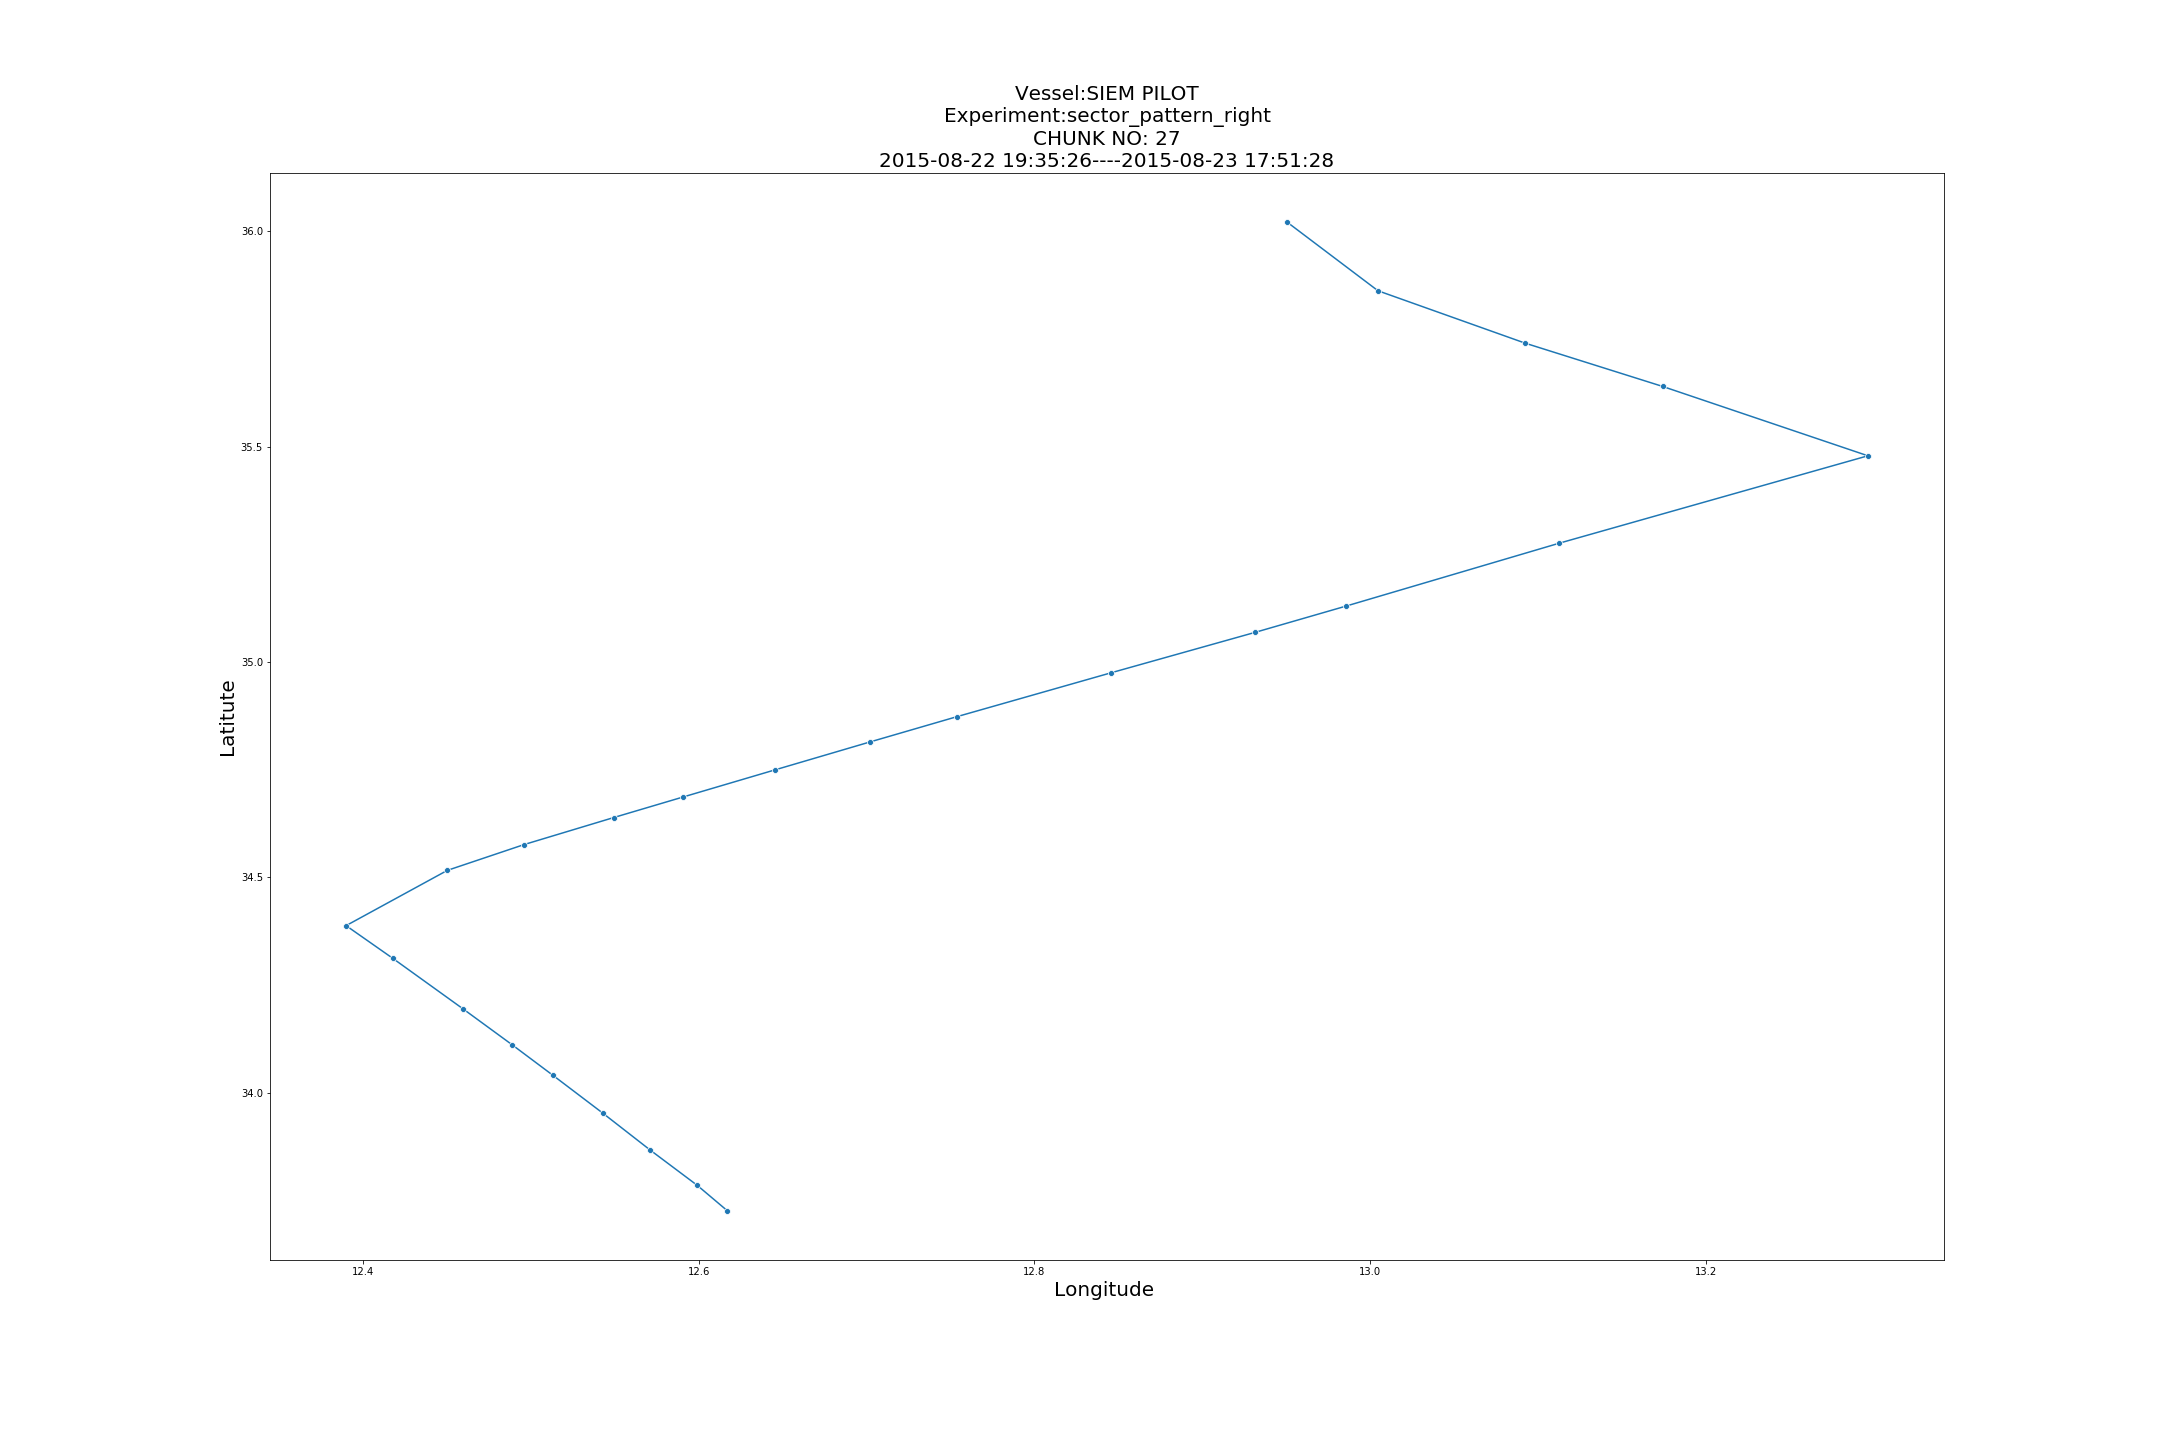 Vessel:SIEM PILOT
Experiment:sector_pattern_right
CHUNK NO: 27
2015-08-22 19:35:26----2015-08-23 17:51:28
36.0
35.5
35.0
34.5
34.0
Latitute
12.4
12.6
12.8
13.0
13.2
Longitude